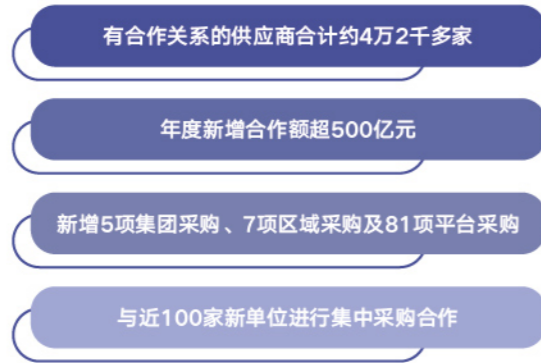 有合作关系的供应商合计约4万2千多家
年度新增合作额超500亿元
新增5项集团采购、7项区域采购及81项平台采购
与近100家新单位进行集中采购合作